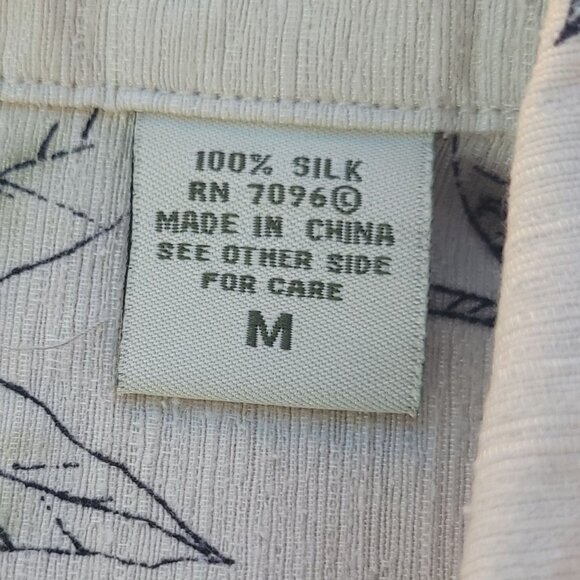 100% SILK
RN 7096©
MADE IN CHINA
SEE OTHER SIDE
FOR CARE
M